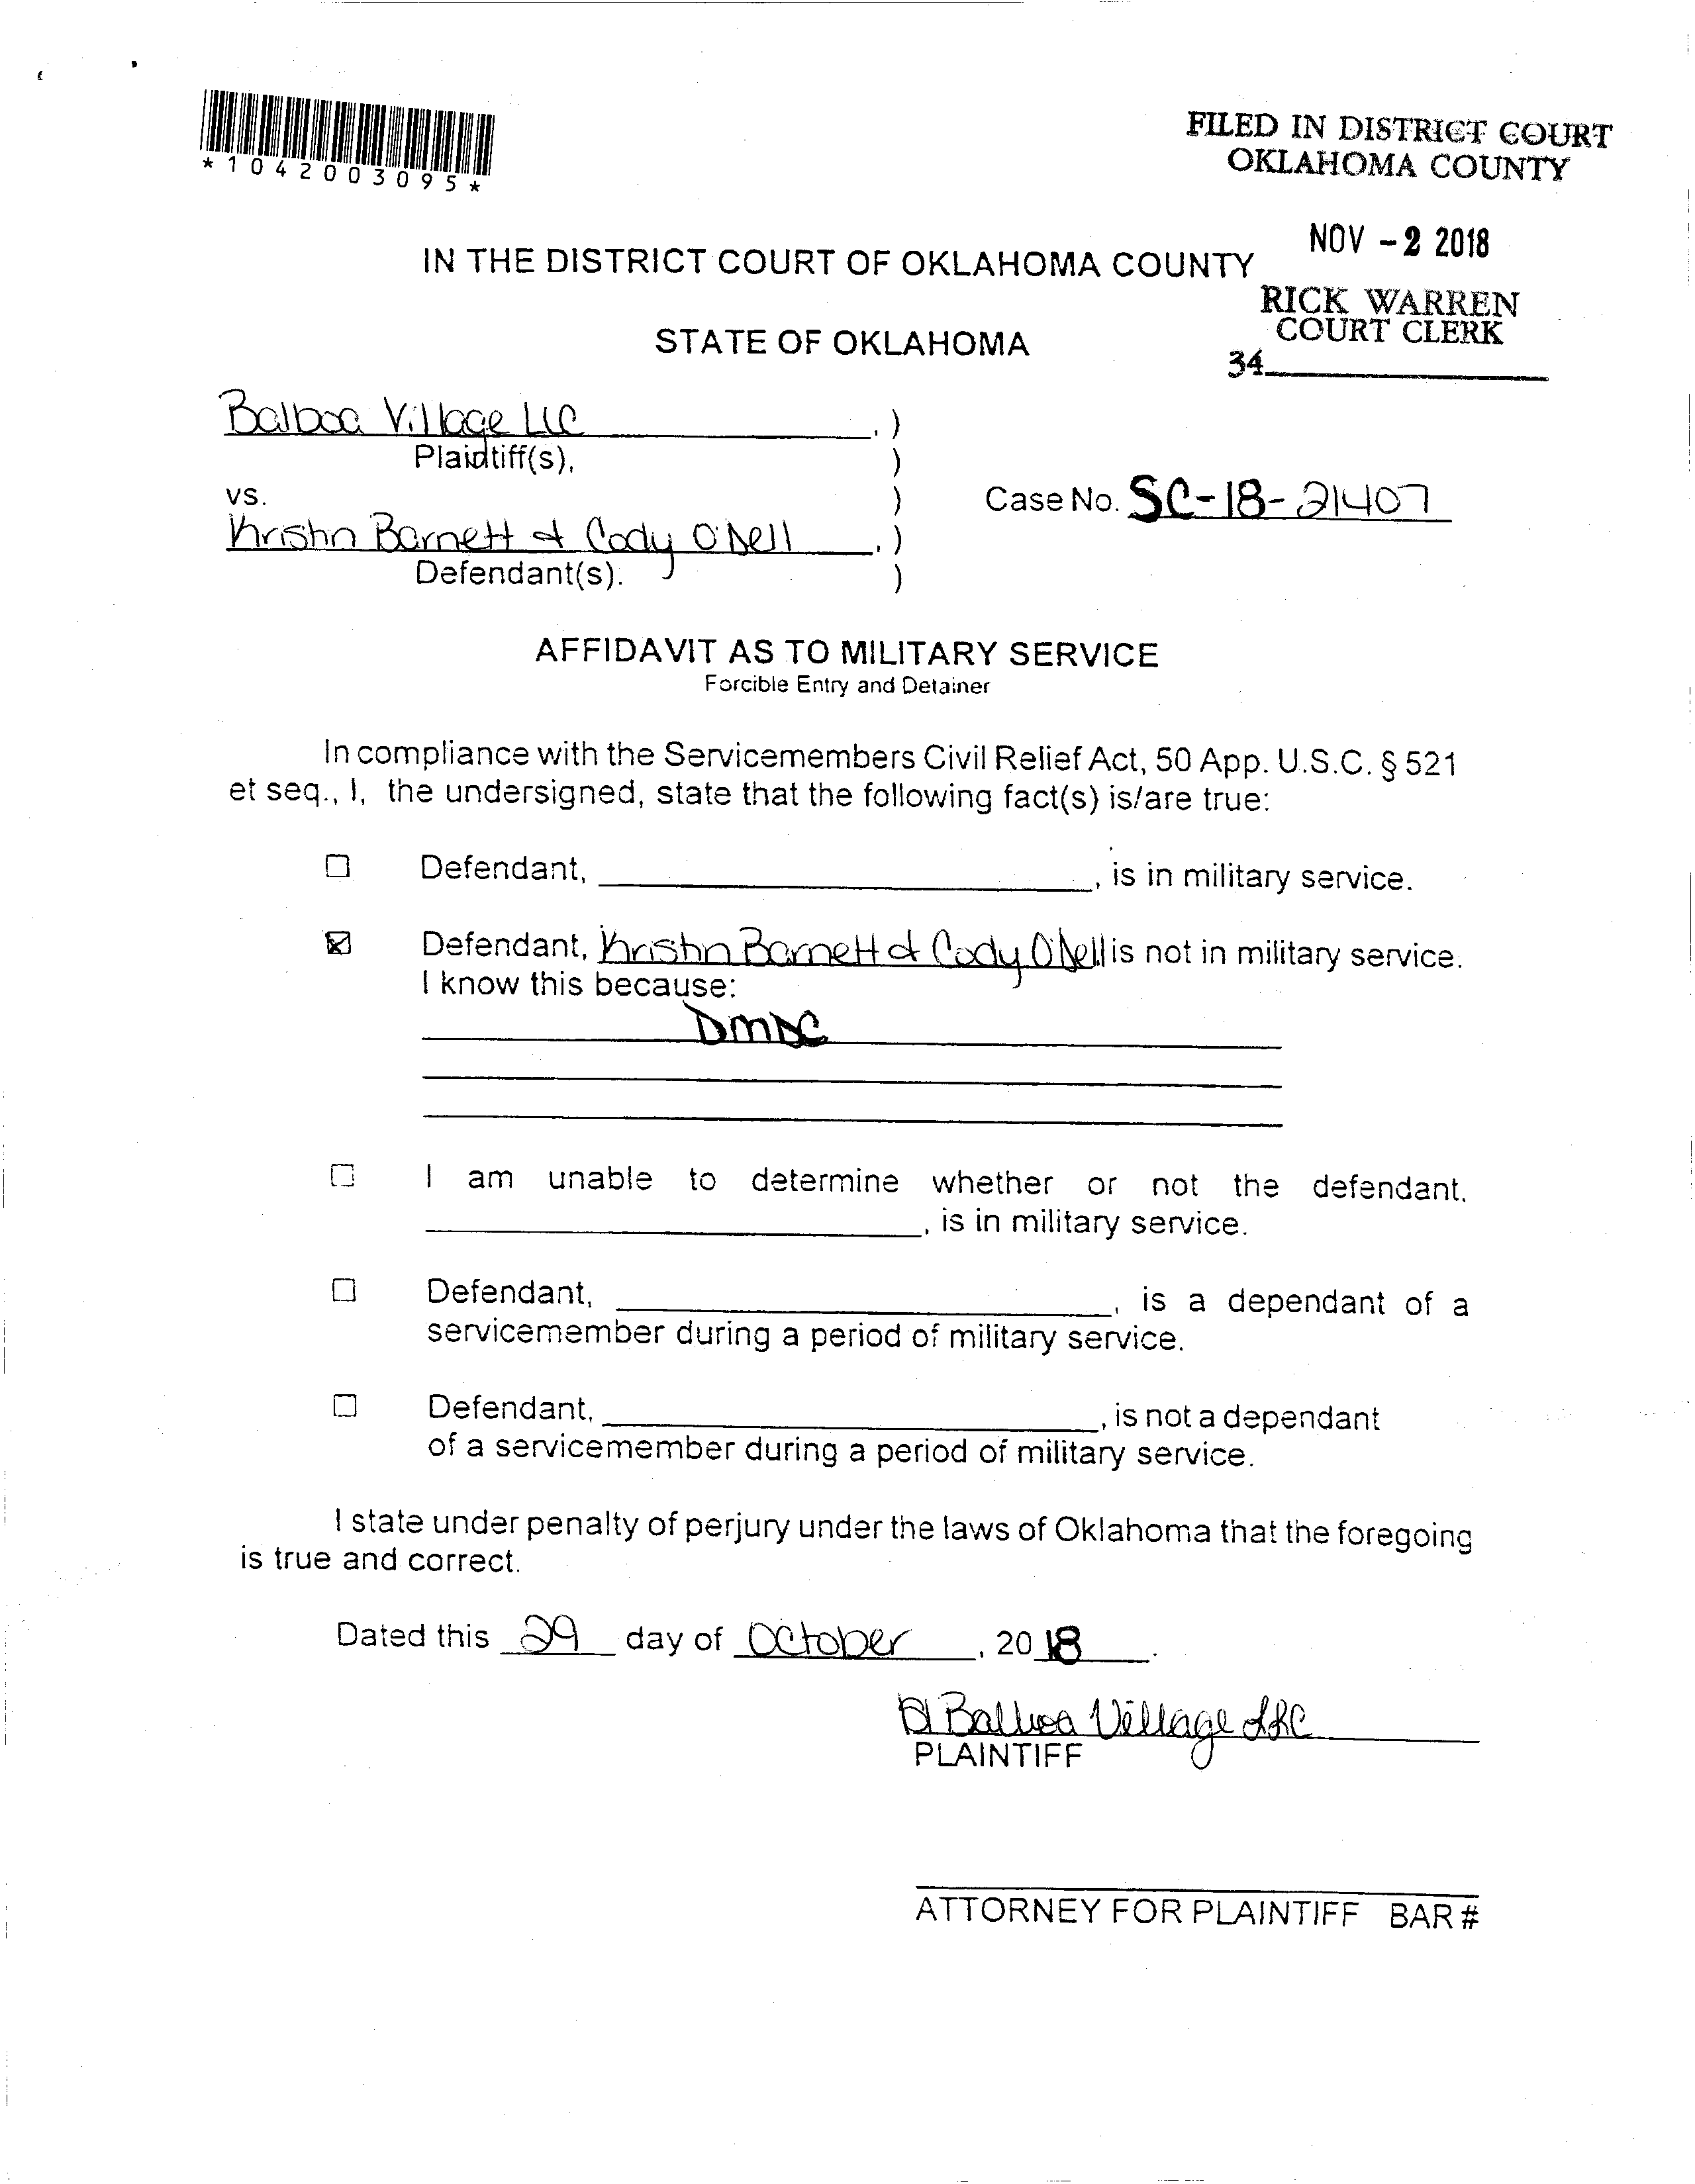 *1042003095*
FILED IN DISTRICT COURT
OKLAHOMA COUNTY
NOV - 2 2018
RICK WARREN
COURT CLERK
34
IN THE DISTRICT COURT OF OKLAHOMA COUNTY
STATE OF OKLAHOMA
Balboa Village LLC , )
Plaintiff(s), )
vs. )
Case No. SC-18-21407
Kristin Barnett & Cody O'Dell , )
Defendant(s). )
AFFIDAVIT AS TO MILITARY SERVICE
Forcible Entry and Detainer
In compliance with the Servicemembers Civil Relief Act, 50 App. U.S.C. § 521
et seq., I, the undersigned, state that the following fact(s) is/are true:
☐ Defendant, , is in military service.
☒ Defendant, Kristin Barnett & Cody O'Dell is not in military service.
I know this because:
DMDC
☐ I am unable to determine whether or not the defendant,
, is in military service.
☐ Defendant, , is a dependant of a
servicemember during a period of military service.
☐ Defendant, , is not a dependant
of a servicemember during a period of military service.
I state under penalty of perjury under the laws of Oklahoma that the foregoing
is true and correct.
Dated this 29 day of October , 2018 .
Balboa Village LLC
PLAINTIFF
ATTORNEY FOR PLAINTIFF BAR #